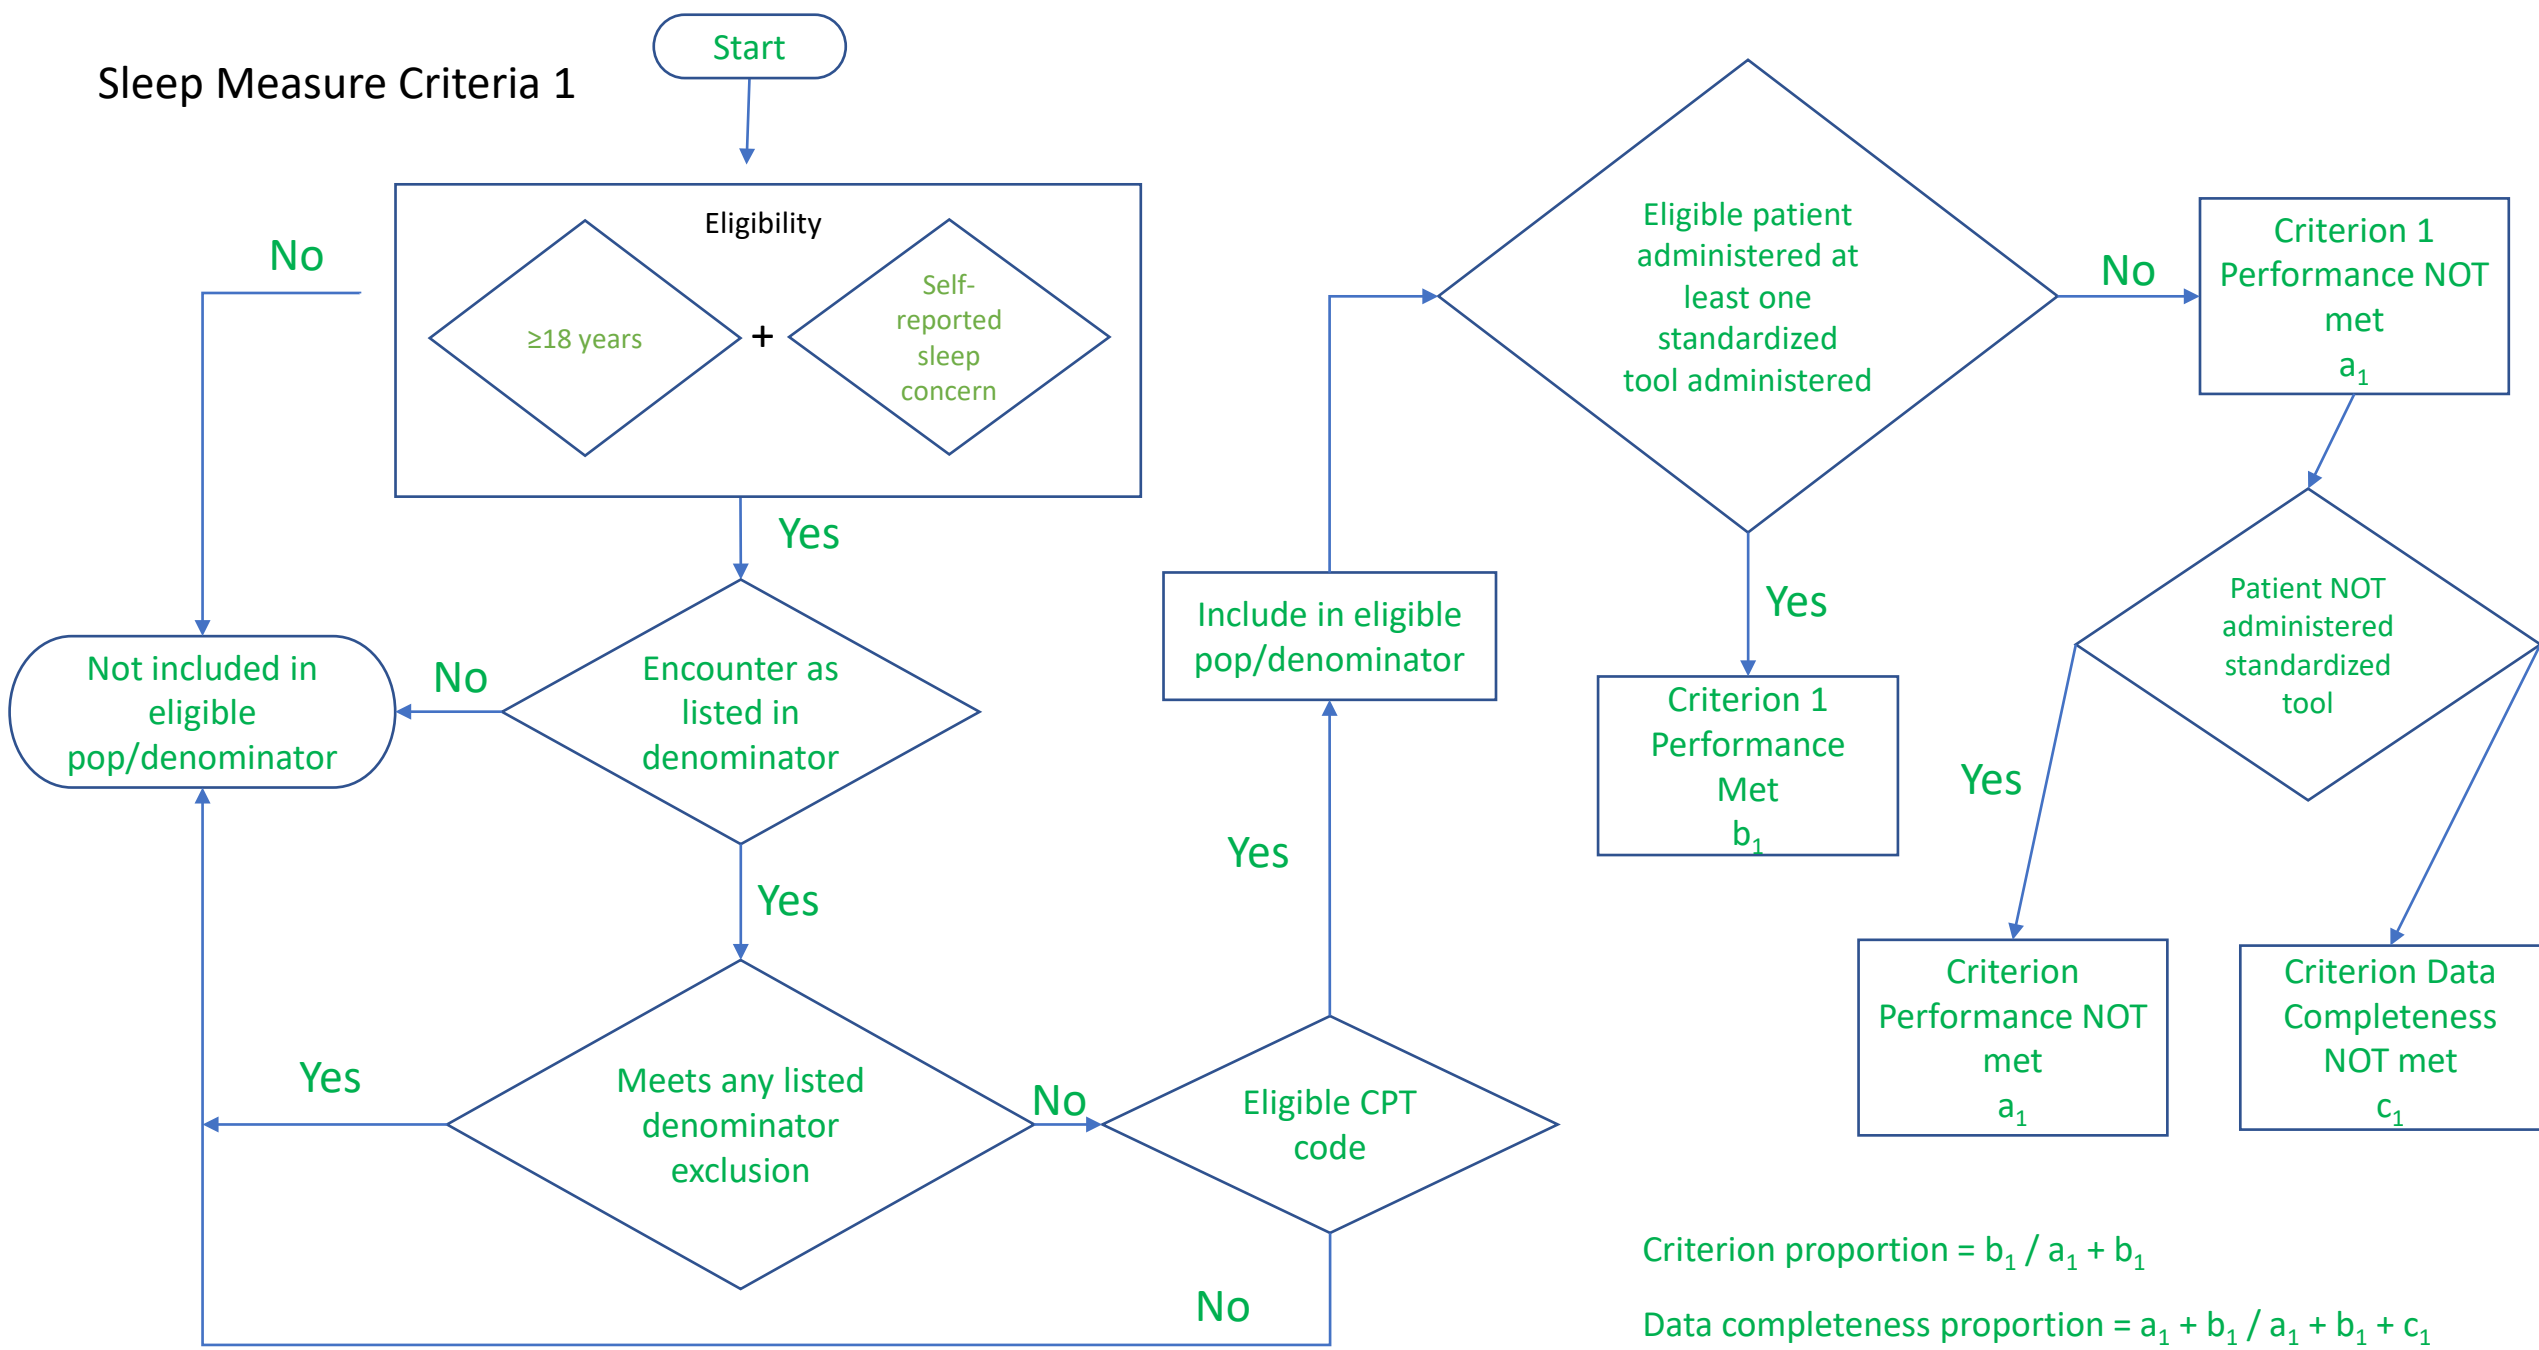 Start
Sleep Measure Criteria 1
Eligibility
≥18 years
+
Self-
reported
sleep
concern
No
Yes
Not included in
eligible
pop/denominator
No
Encounter as
listed in
denominator
Yes
Yes
Meets any listed
denominator
exclusion
No
Eligible CPT
code
No
Yes
Include in eligible
pop/denominator
Eligible patient
administered at
least one
standardized
tool administered
No
Yes
Criterion 1
Performance
Met
b₁
Criterion 1
Performance NOT
met
a₁
Patient NOT
administered
standardized
tool
Yes
Criterion
Performance NOT
met
a₁
Criterion Data
Completeness
NOT met
c₁
Criterion proportion = b₁ / a₁ + b₁
Data completeness proportion = a₁ + b₁ / a₁ + b₁ + c₁